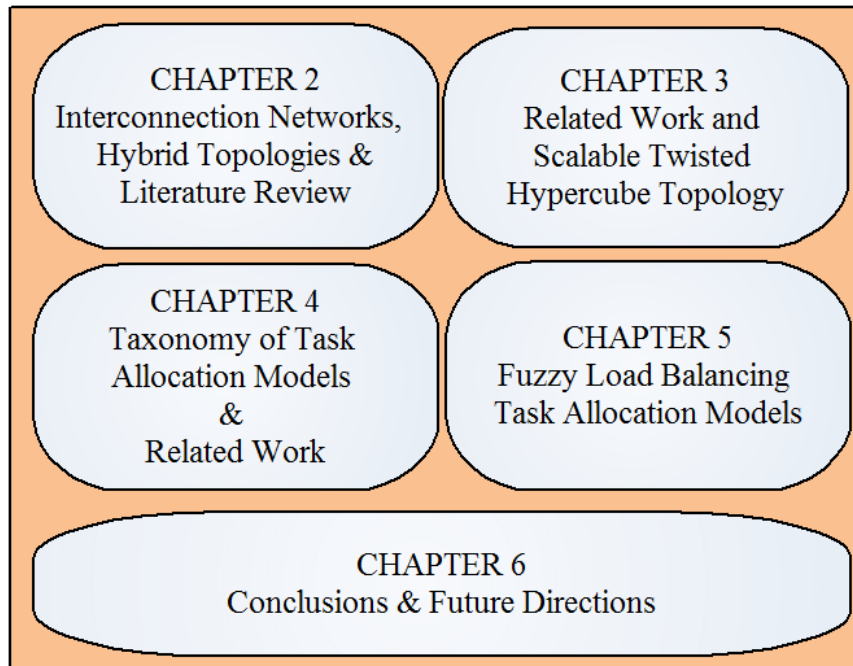 CHAPTER 2
Interconnection Networks,
Hybrid Topologies &
Literature Review
CHAPTER 3
Related Work and
Scalable Twisted
Hypercube Topology
CHAPTER 4
Taxonomy of Task
Allocation Models
&
Related Work
CHAPTER 5
Fuzzy Load Balancing
Task Allocation Models
CHAPTER 6
Conclusions & Future Directions